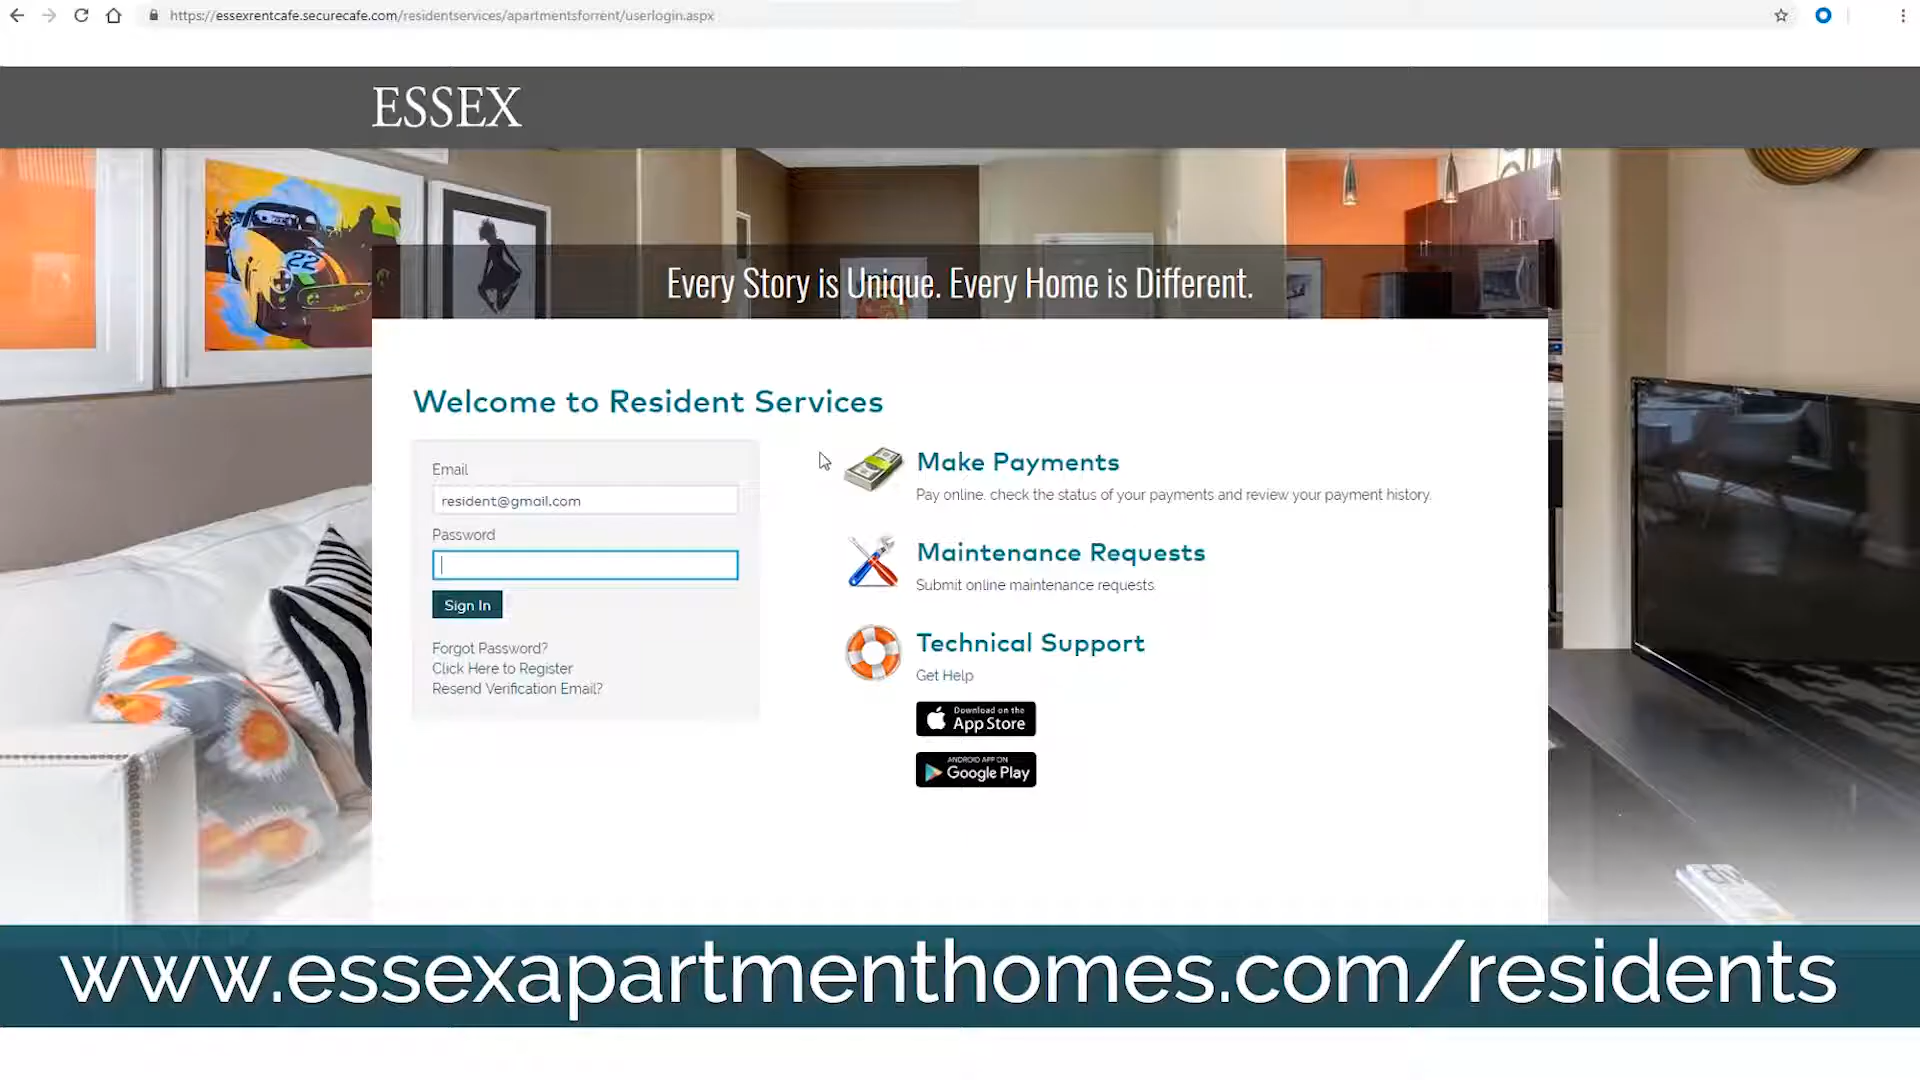 https://essexrentcafe.securecafe.com/residentservices/apartmentsforrent/userlogin.aspx
ESSEX
22
Every Story is Unique. Every Home is Different.
Welcome to Resident Services
Email
resident@gmail.com
Password
Sign In
Forgot Password?
Click Here to Register
Resend Verification Email?
Make Payments
Pay online, check the status of your payments and review your payment history.
Maintenance Requests
Submit online maintenance requests.
Technical Support
Get Help
Download on the
App Store
ANDROID APP ON
Google Play
www.essexapartmenthomes.com/residents